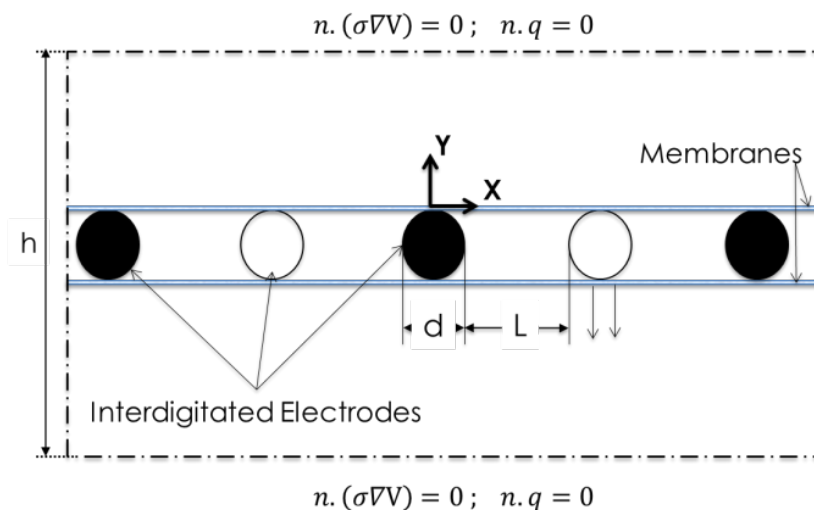 n. (σ∇V) = 0 ; n. q = 0
Y
X
Membranes
h
d
L
Interdigitated Electrodes
n. (σ∇V) = 0 ; n. q = 0